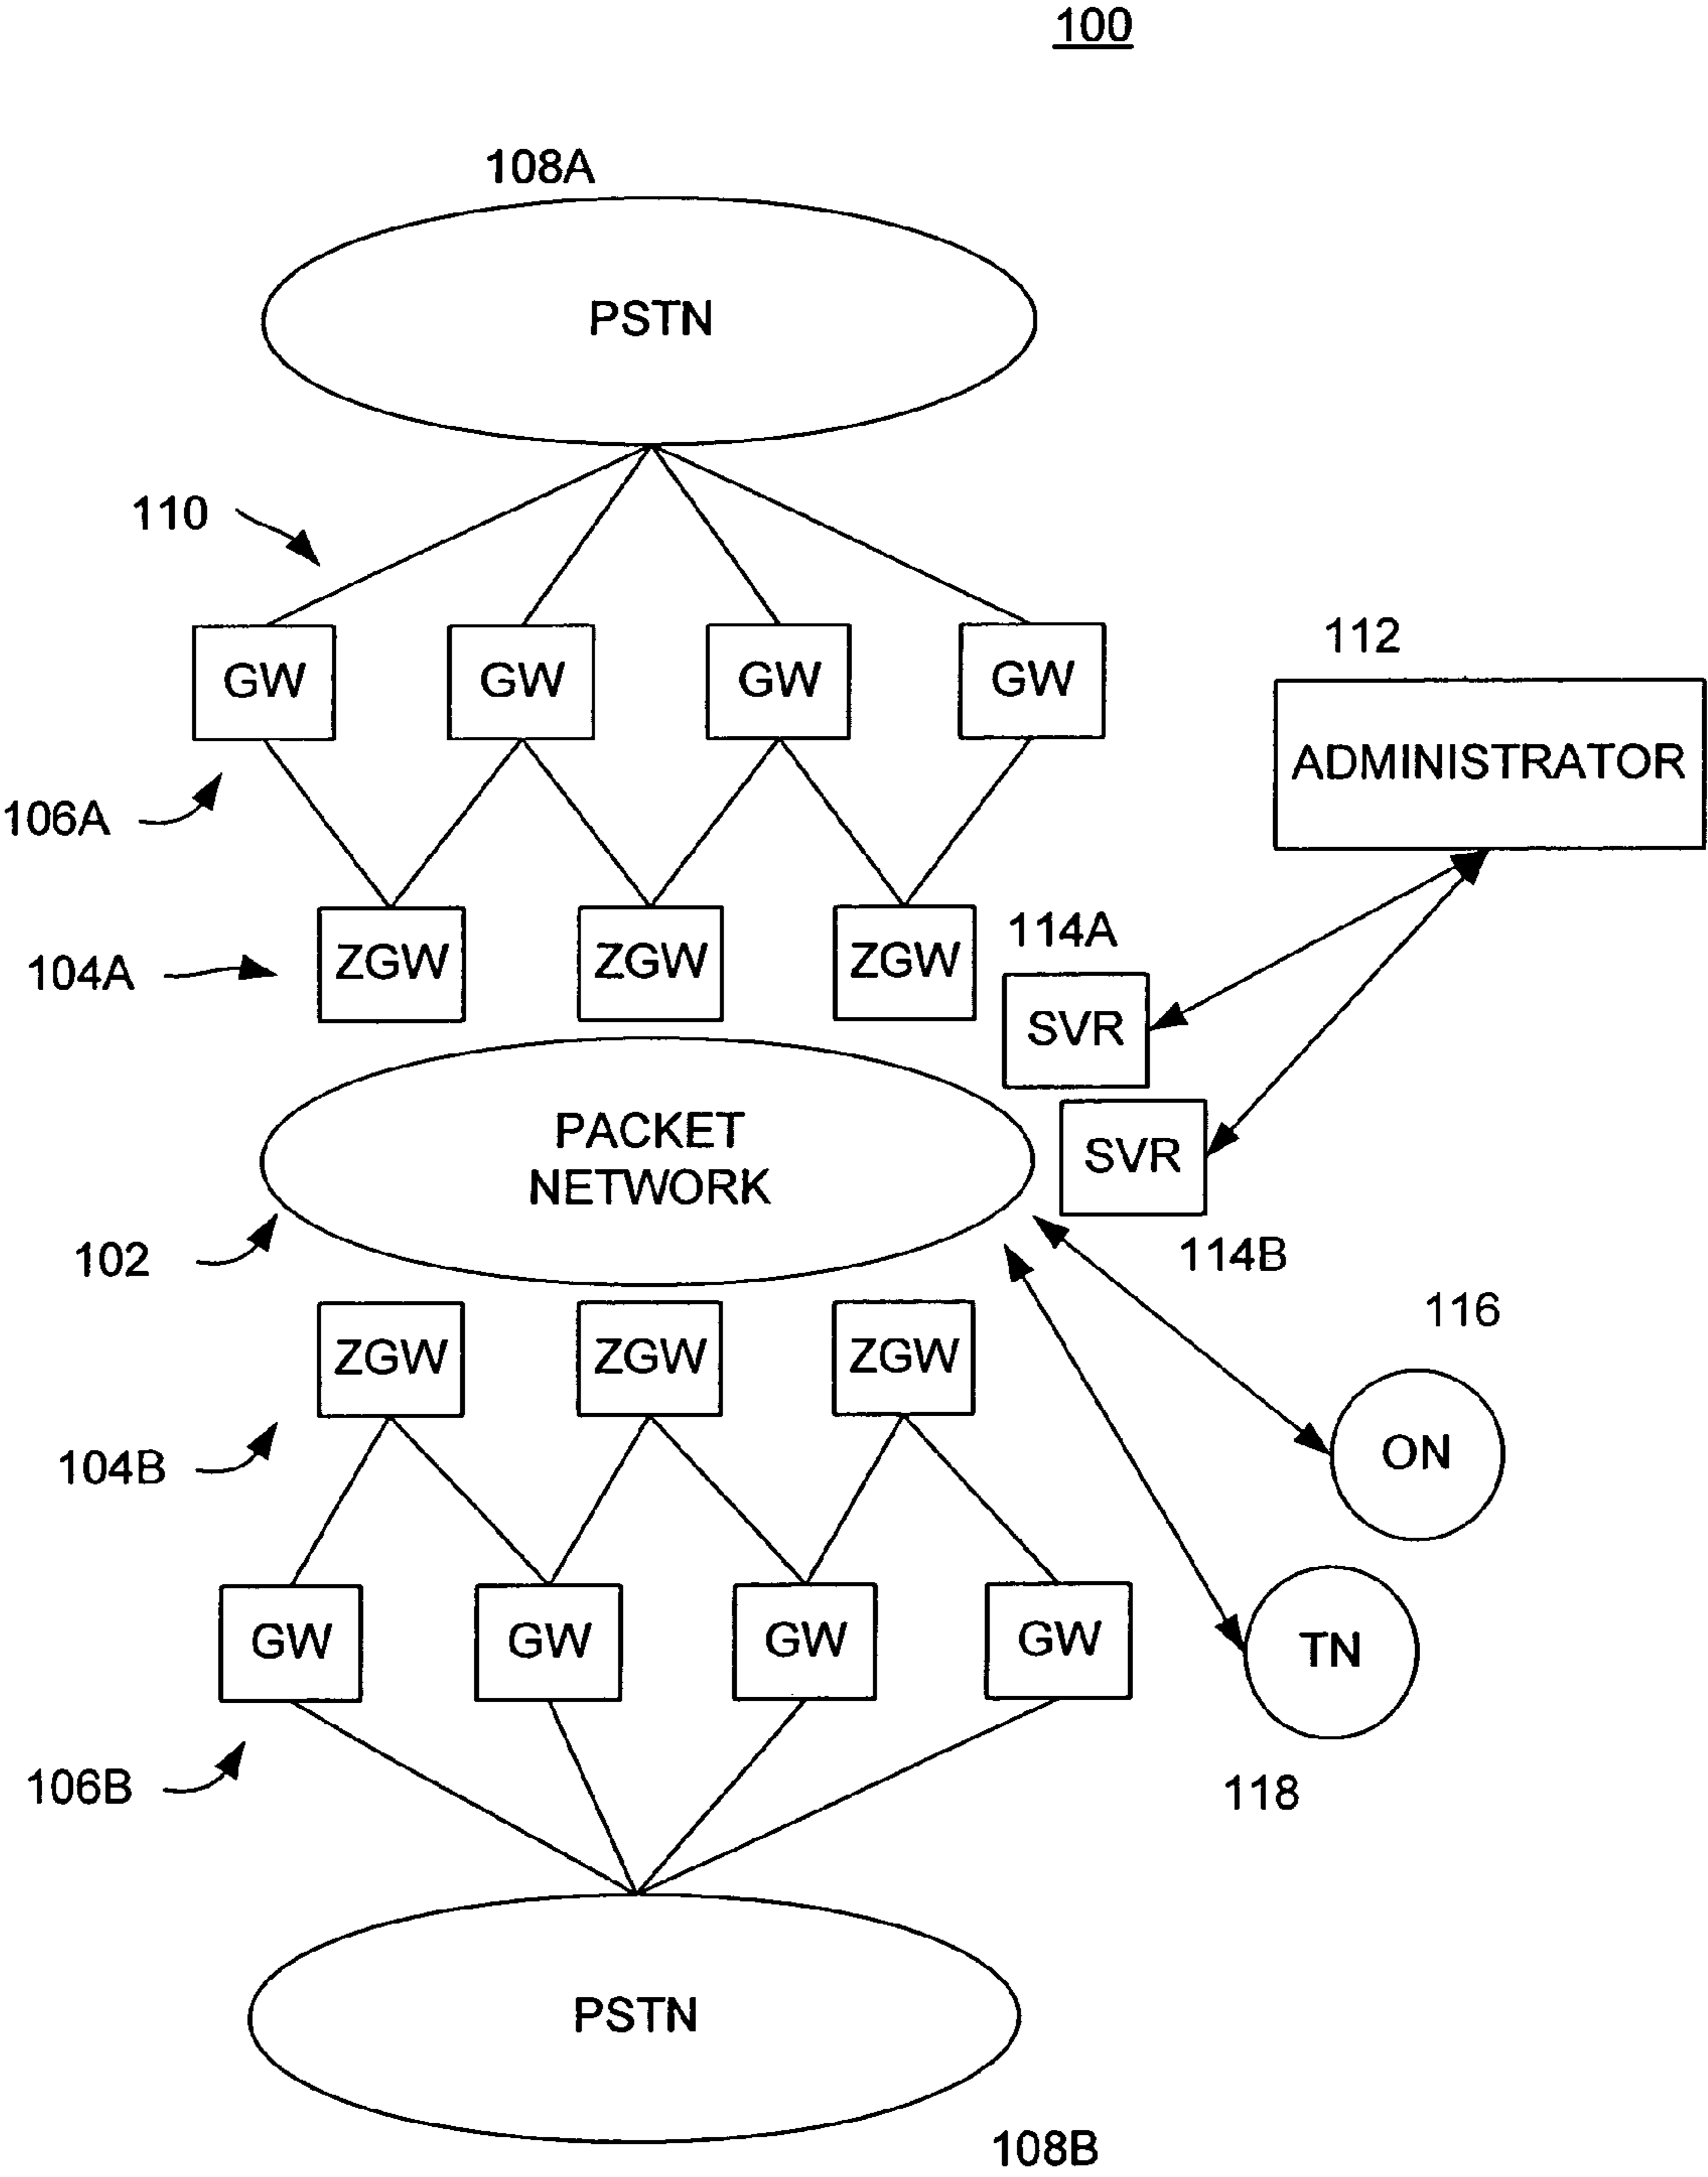 100
108A
PSTN
110
GW GW GW GW
112
ADMINISTRATOR
106A
104A
ZGW ZGW ZGW
114A
SVR
PACKET
NETWORK
SVR
102
114B
116
ZGW ZGW ZGW
104B
ON
GW GW GW GW
TN
106B
118
PSTN
108B